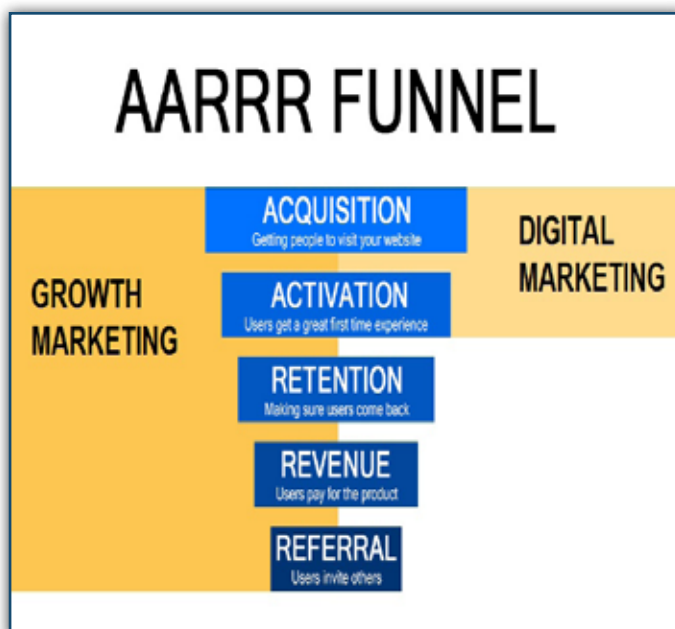 AARRR FUNNEL
GROWTH
MARKETING
ACQUISITION
Getting people to visit your website
ACTIVATION
Users get a great first time experience
RETENTION
Making sure users come back
REVENUE
Users pay for the product
REFERRAL
Users invite others
DIGITAL
MARKETING